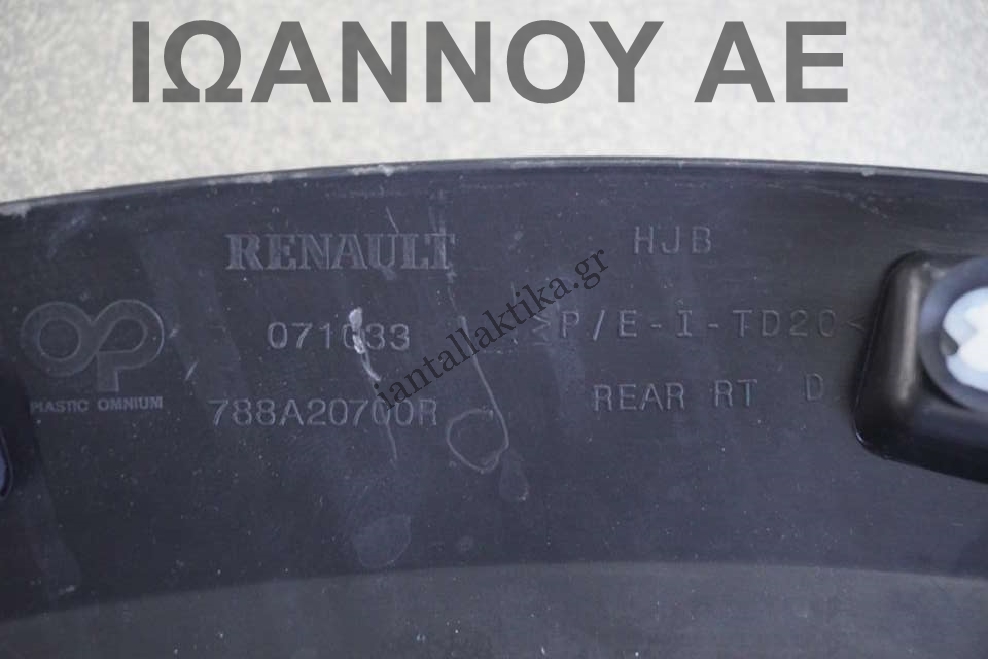 ΙΩΑΝΝΟΥ ΑΕ
RENAULT
HJB
071033
>P/E-I-TD20<
PLASTIC OMNIUM
788A20700R
REAR RT D
iantallaktika.gr